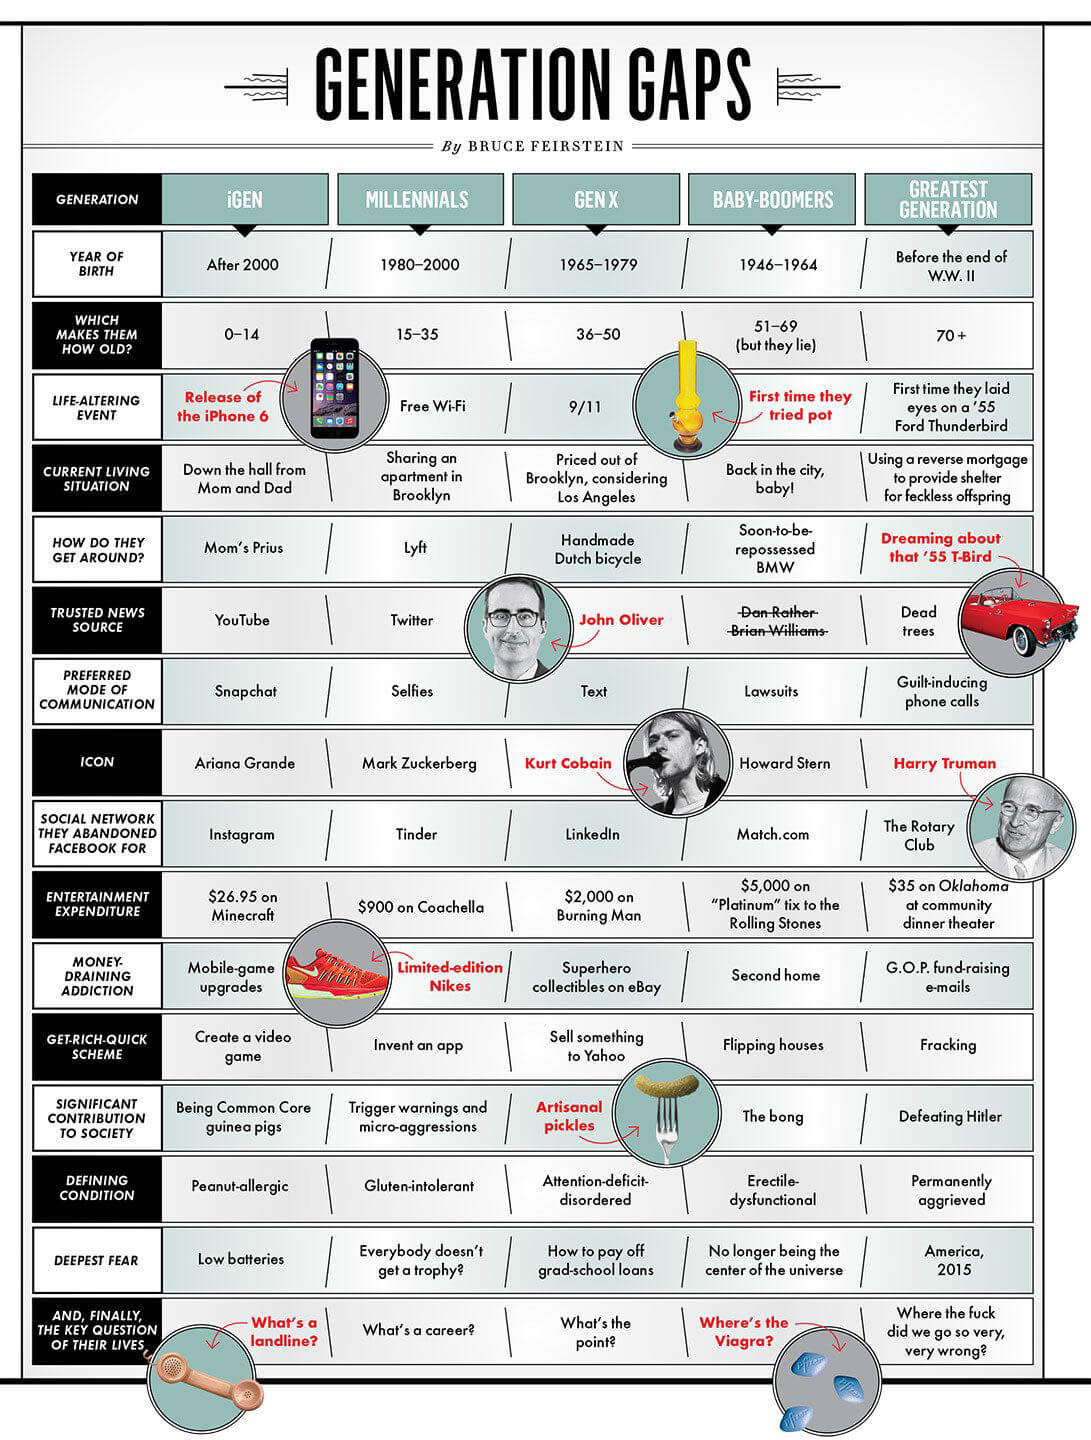 GENERATION GAPS
By BRUCE FEIRSTEIN
GENERATION
iGEN
MILLENNIALS
GEN X
BABY-BOOMERS
GREATEST
GENERATION
YEAR OF
BIRTH
After 2000
1980–2000
1965–1979
1946–1964
Before the end of
W.W. II
WHICH
MAKES THEM
HOW OLD?
0–14
15–35
36–50
51–69
(but they lie)
70 +
LIFE-ALTERING
EVENT
Release of
the iPhone 6
Free Wi-Fi
9/11
First time they
tried pot
First time they laid
eyes on a ’55
Ford Thunderbird
CURRENT LIVING
SITUATION
Down the hall from
Mom and Dad
Sharing an
apartment in
Brooklyn
Priced out of
Brooklyn, considering
Los Angeles
Back in the city,
baby!
Using a reverse mortgage
to provide shelter
for feckless offspring
HOW DO THEY
GET AROUND?
Mom’s Prius
Lyft
Handmade
Dutch bicycle
Soon-to-be-
repossessed
BMW
Dreaming about
that ’55 T-Bird
TRUSTED NEWS
SOURCE
YouTube
Twitter
John Oliver
Dan Rather
Brian Williams
Dead
trees
PREFERRED
MODE OF
COMMUNICATION
Snapchat
Selfies
Text
Lawsuits
Guilt-inducing
phone calls
ICON
Ariana Grande
Mark Zuckerberg
Kurt Cobain
Howard Stern
Harry Truman
SOCIAL NETWORK
THEY ABANDONED
FACEBOOK FOR
Instagram
Tinder
LinkedIn
Match.com
The Rotary
Club
ENTERTAINMENT
EXPENDITURE
$26.95 on
Minecraft
$900 on Coachella
$2,000 on
Burning Man
$5,000 on
“Platinum” tix to the
Rolling Stones
$35 on Oklahoma
at community
dinner theater
MONEY-
DRAINING
ADDICTION
Mobile-game
upgrades
Limited-edition
Nikes
Superhero
collectibles on eBay
Second home
G.O.P. fund-raising
e-mails
GET-RICH-QUICK
SCHEME
Create a video
game
Invent an app
Sell something
to Yahoo
Flipping houses
Fracking
SIGNIFICANT
CONTRIBUTION
TO SOCIETY
Being Common Core
guinea pigs
Trigger warnings and
micro-aggressions
Artisanal
pickles
The bong
Defeating Hitler
DEFINING
CONDITION
Peanut-allergic
Gluten-intolerant
Attention-deficit-
disordered
Erectile-
dysfunctional
Permanently
aggrieved
DEEPEST FEAR
Low batteries
Everybody doesn’t
get a trophy?
How to pay off
grad-school loans
No longer being the
center of the universe
America,
2015
AND, FINALLY,
THE KEY QUESTION
OF THEIR LIVES
What’s a
landline?
What’s a career?
What’s the
point?
Where’s the
Viagra?
Where the fuck
did we go so very,
very wrong?
Pfizer
Pfizer
Pfizer